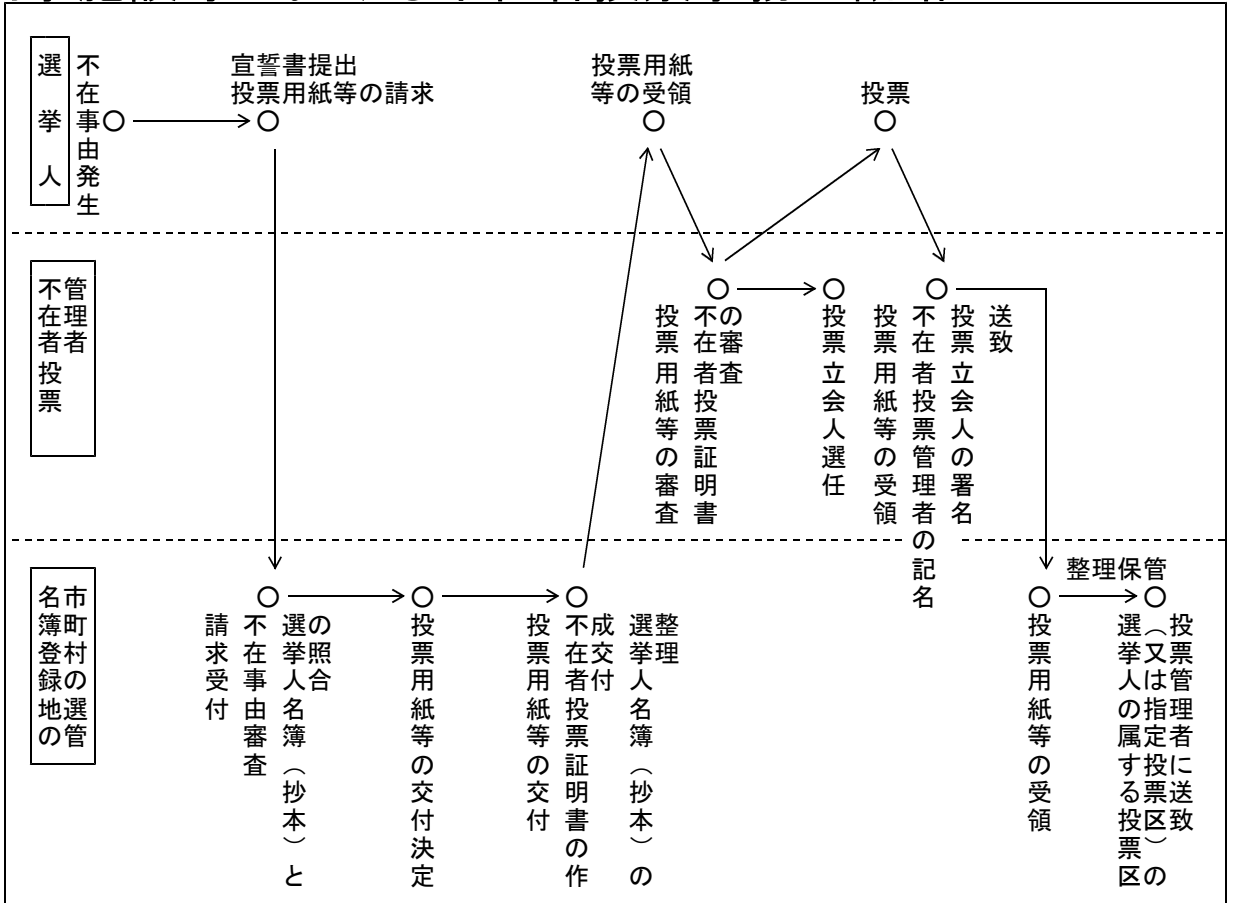 選挙人
不在事由発生
宣誓書提出
投票用紙等の請求
投票用紙
等の受領
投票
不在者投票
管理者
投票用紙等の審査
不在者投票証明書
の審査
投票立会人選任
投票用紙等の受領
不在者投票管理者の記名
投票立会人の署名
送致
名簿登録地の
市町村の選管
請求受付
不在事由審査
選挙人名簿（抄本）と
の照合
投票用紙等の交付決定
投票用紙等の交付
不在者投票証明書の作
成交付
選挙人名簿（抄本）の
整理
投票用紙等の受領
整理保管
選挙人の属する投票区
（又は指定投票区）の
投票管理者に送致